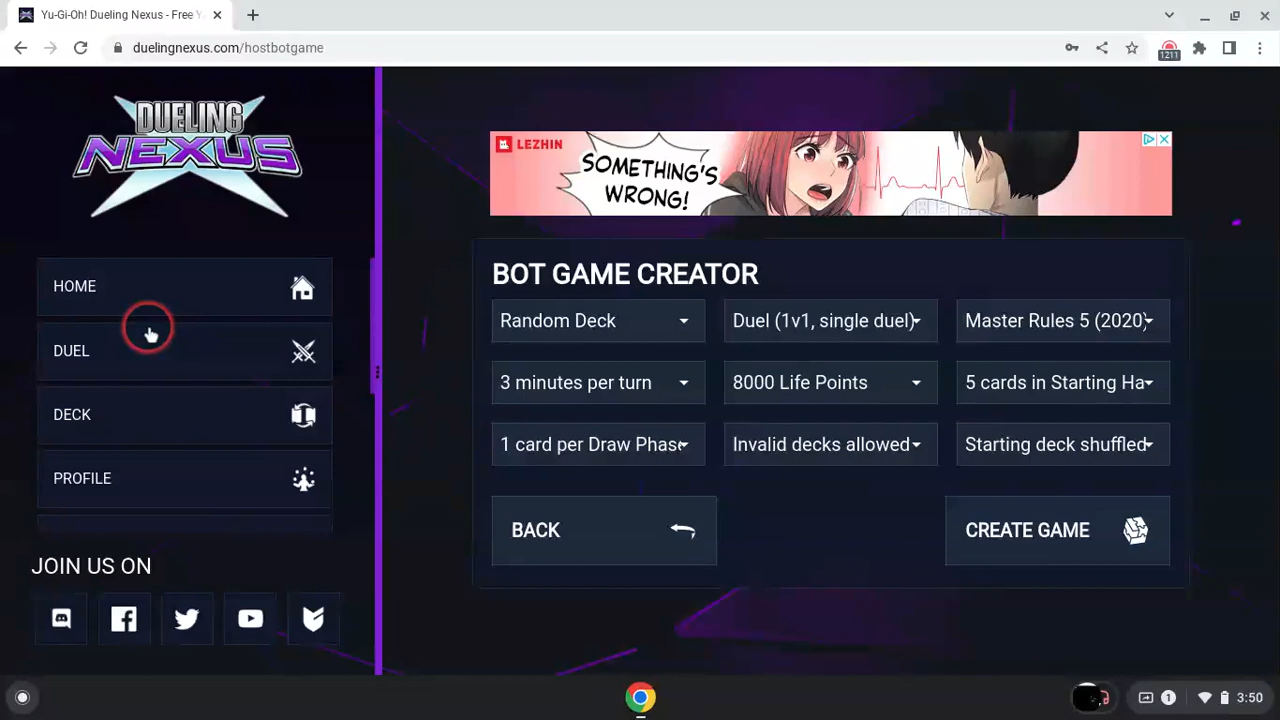 Yu-Gi-Oh! Dueling Nexus - Free Y
duelingnexus.com/hostbotgame
1211
DUELING
NEXUS
HOME
DUEL
DECK
PROFILE
JOIN US ON
LEZHIN
SOMETHING'S
WRONG!
BOT GAME CREATOR
Random Deck
Duel (1v1, single duel)
Master Rules 5 (2020)
3 minutes per turn
8000 Life Points
5 cards in Starting Ha
1 card per Draw Phase
Invalid decks allowed
Starting deck shuffled
BACK
CREATE GAME
1
3:50